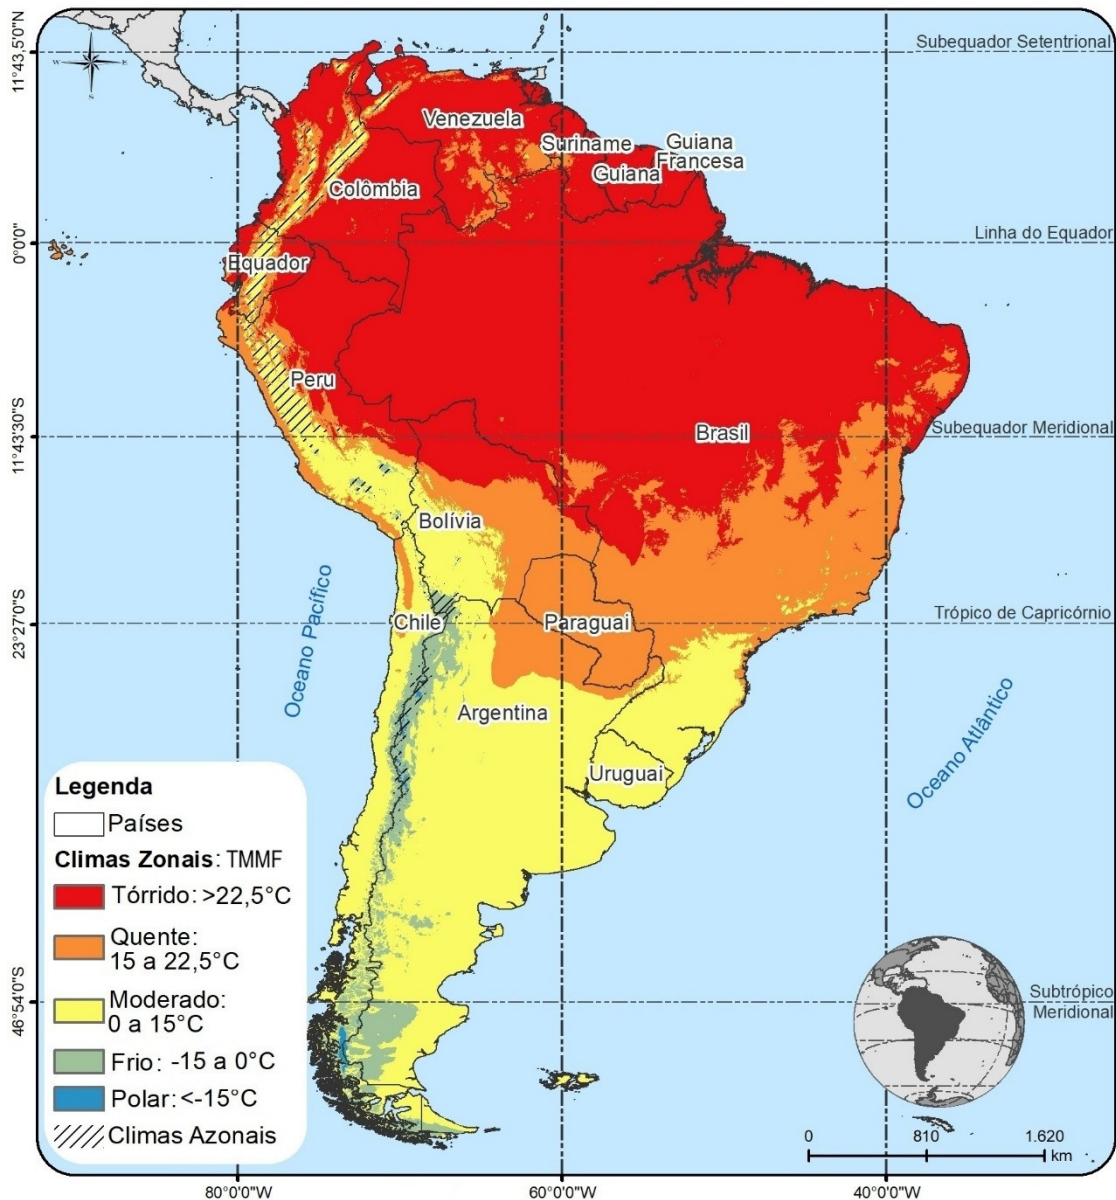 11°43,5'0"N
0°0'0"
11°43'30"S
23°27'0"S
46°54'0"S
N
W
E
S
Subequador Setentrional
Venezuela
Suriname
Guiana
Francesa
Guiana
Colômbia
Linha do Equador
Equador
Peru
Brasil
Subequador Meridional
Bolívia
Oceano Pacífico
Chile
Paraguai
Trópico de Capricórnio
Argentina
Oceano Atlântico
Uruguai
Subtrópico
Meridional
Legenda
Países
Climas Zonais: TMMF
Tórrido: >22,5°C
Quente:
15 a 22,5°C
Moderado:
0 a 15°C
Frio: -15 a 0°C
Polar: <-15°C
Climas Azonais
0 810 1.620
km
80°0'0"W
60°0'0"W
40°0'0"W